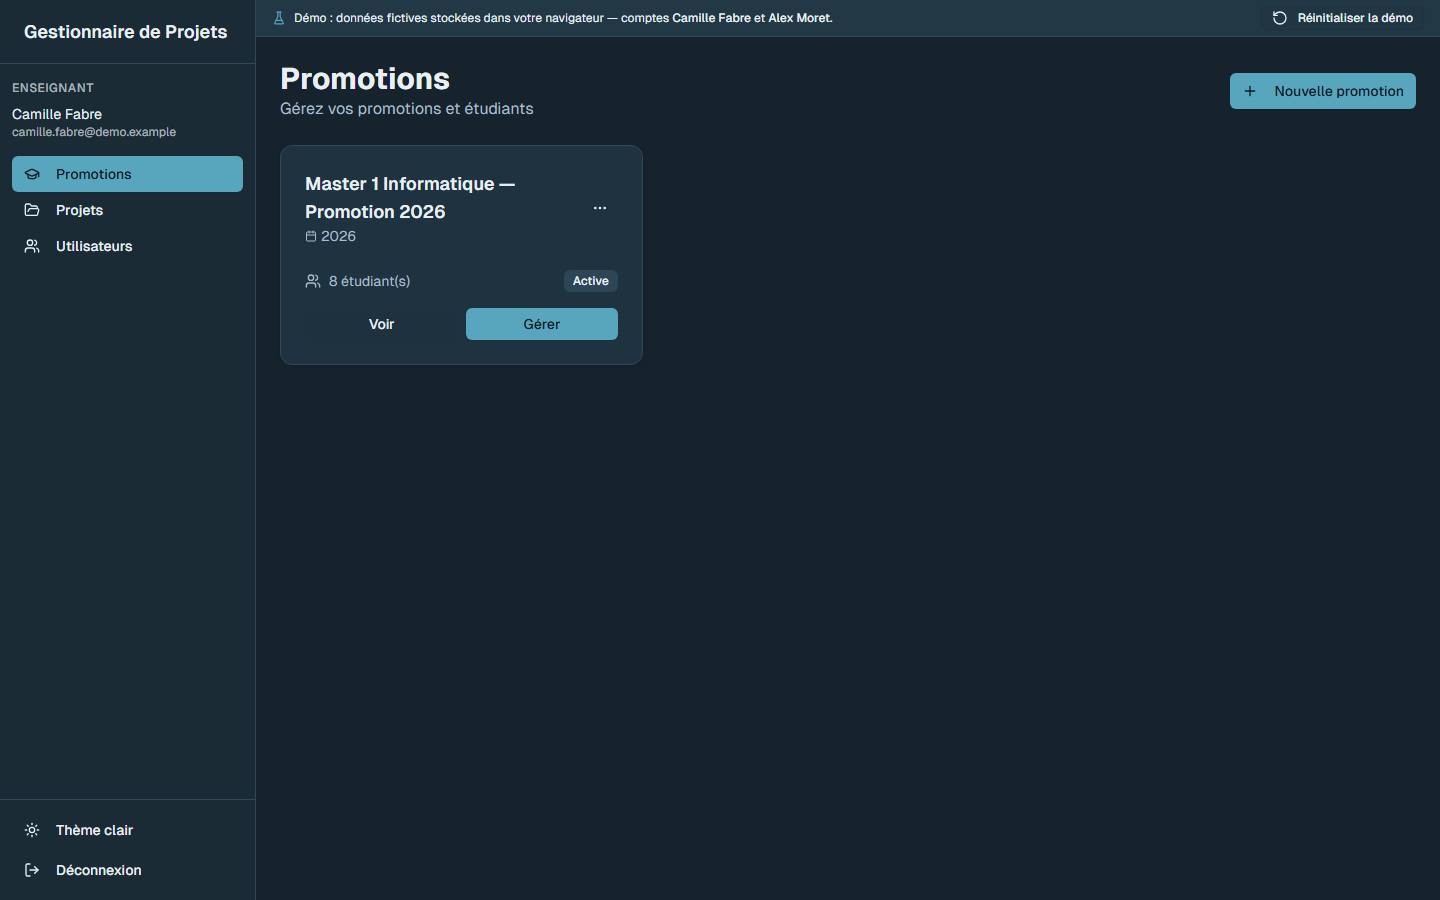 Gestionnaire de Projets
ENSEIGNANT
Camille Fabre
camille.fabre@demo.example
Promotions
Projets
Utilisateurs
Thème clair
Déconnexion
Démo : données fictives stockées dans votre navigateur — comptes Camille Fabre et Alex Moret.
Réinitialiser la démo
Promotions
Gérez vos promotions et étudiants
Nouvelle promotion
Master 1 Informatique —
Promotion 2026
2026
8 étudiant(s)
Active
Voir
Gérer